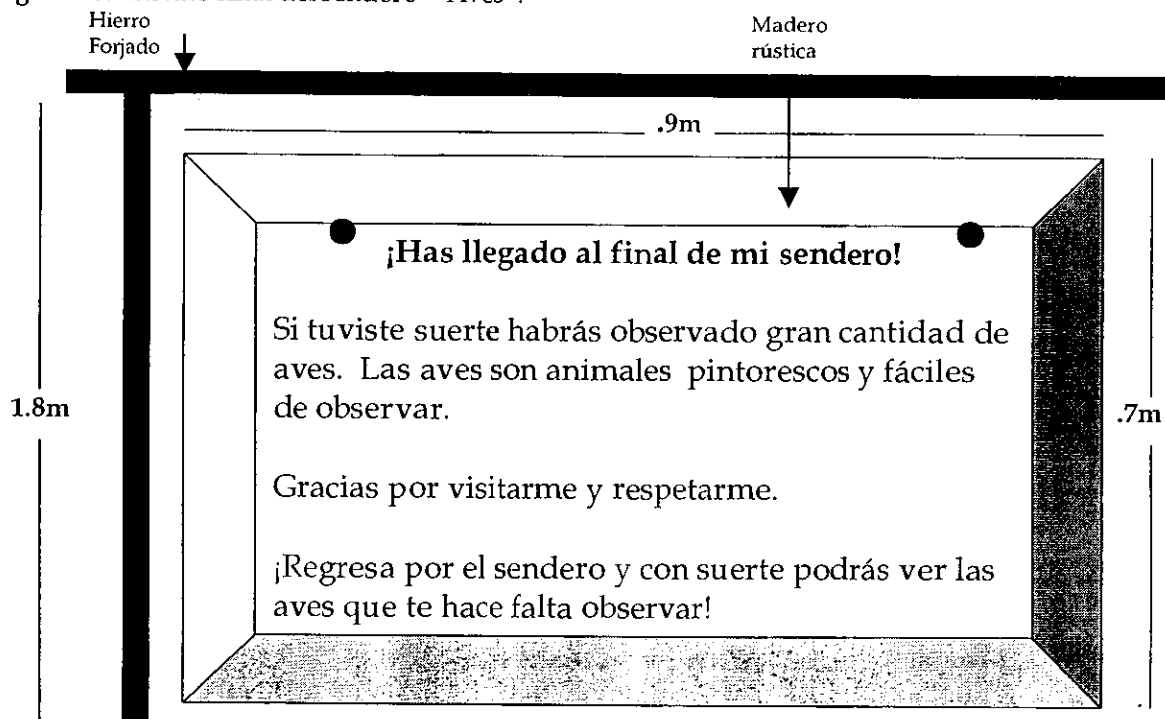 Hierro
Forjado
Madero
rústica
.9m
¡Has llegado al final de mi sendero!
Si tuviste suerte habrás observado gran cantidad de
aves. Las aves son animales pintorescos y fáciles
de observar.
1.8m
.7m
Gracias por visitarme y respetarme.
¡Regresa por el sendero y con suerte podrás ver las
aves que te hace falta observar!